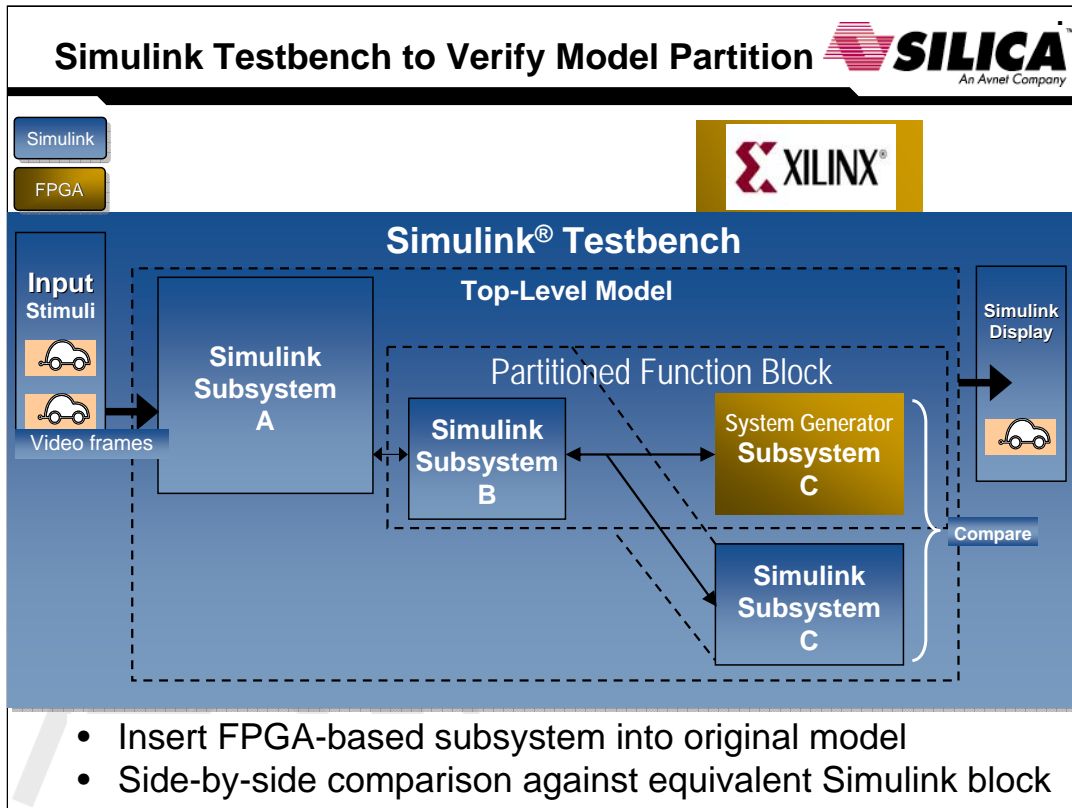 Simulink Testbench to Verify Model Partition
SILICA™
An Avnet Company
Simulink
FPGA
XILINX®
Simulink® Testbench
Input
Stimuli
Video frames
Top-Level Model
Simulink
Subsystem
A
Partitioned Function Block
Simulink
Subsystem
B
System Generator
Subsystem
C
Simulink
Subsystem
C
Compare
Simulink
Display
• Insert FPGA-based subsystem into original model
• Side-by-side comparison against equivalent Simulink block